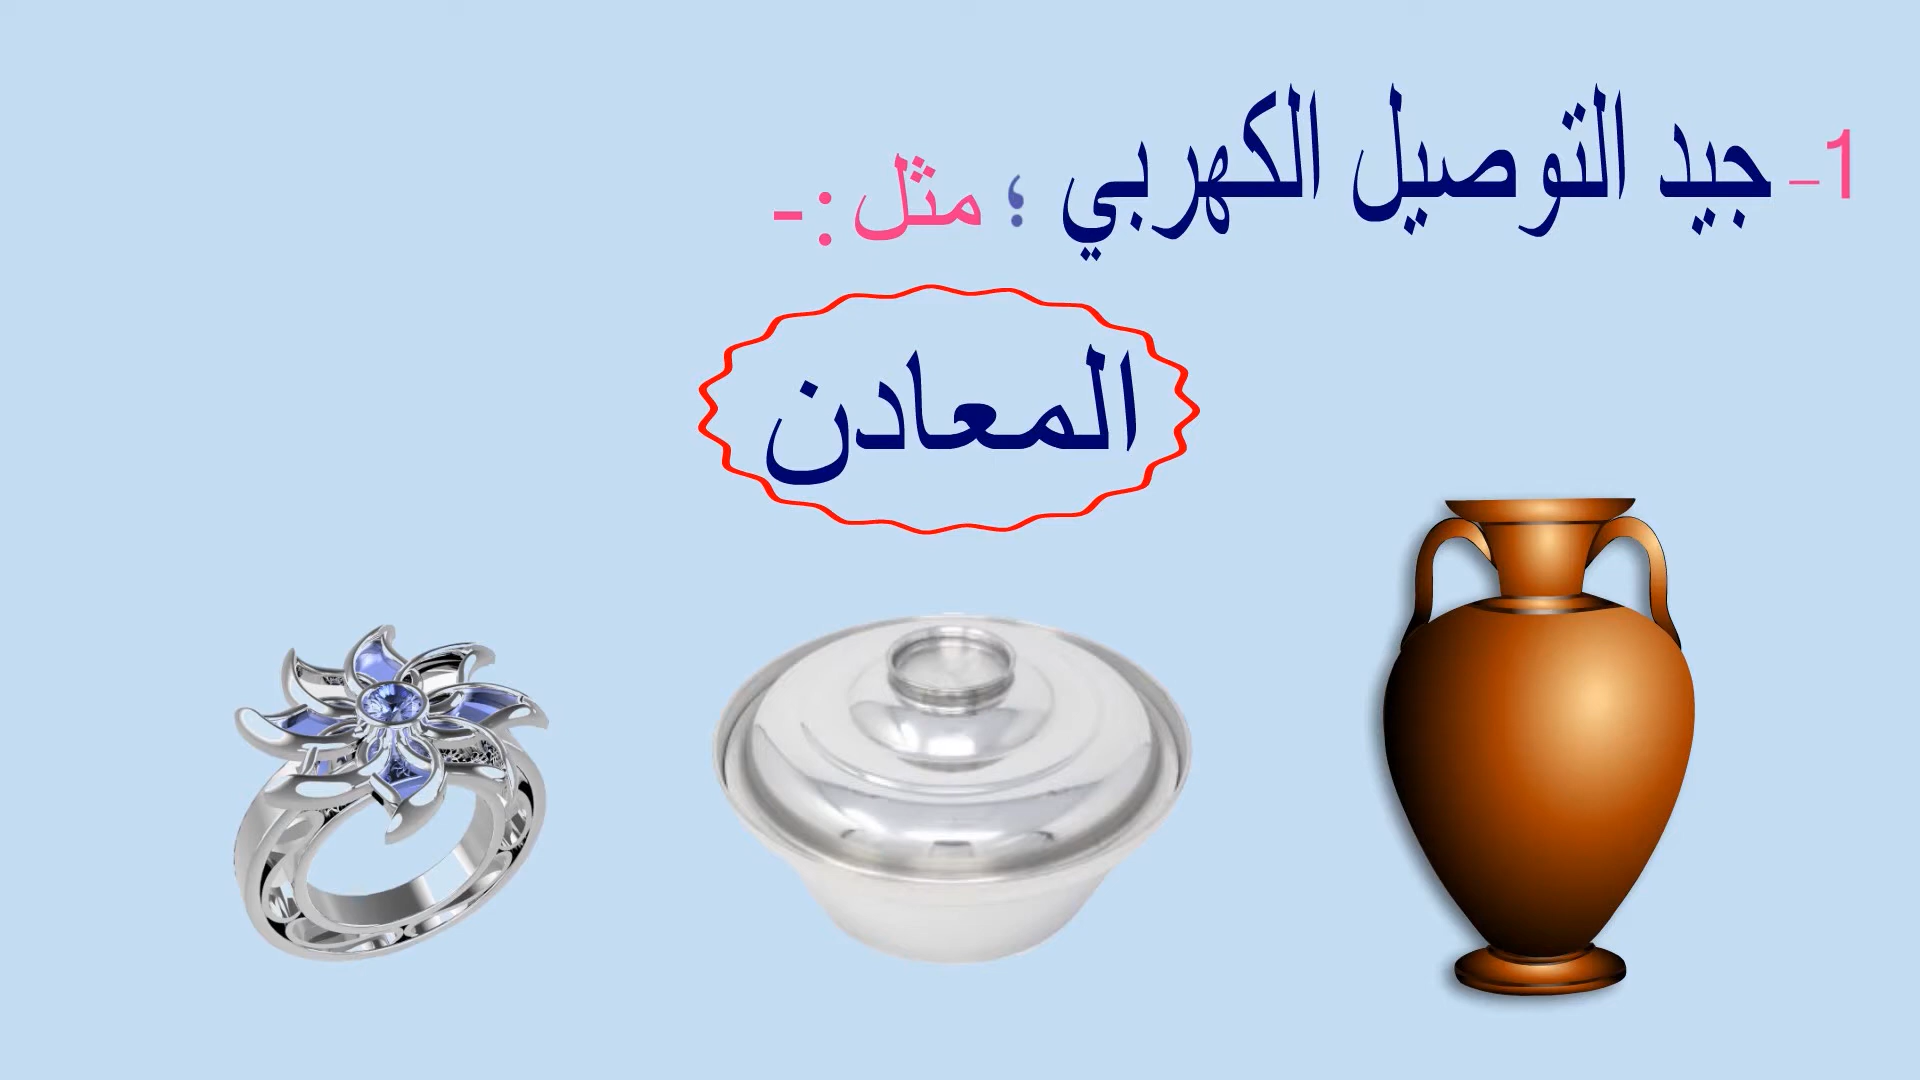 1- جيد التوصيل الكهربي ؛ مثل :-
المعادن